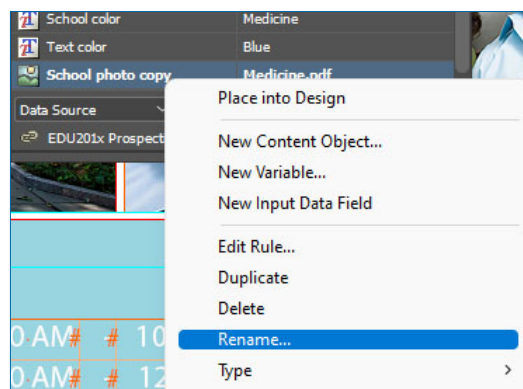 School color Medicine
Text color Blue
School photo copy Medicine.pdf
Data Source
EDU201x Prospect
Place into Design
New Content Object...
New Variable...
New Input Data Field
Edit Rule...
Duplicate
Delete
Rename...
Type
0 AM# # 10
0 AM# # 12